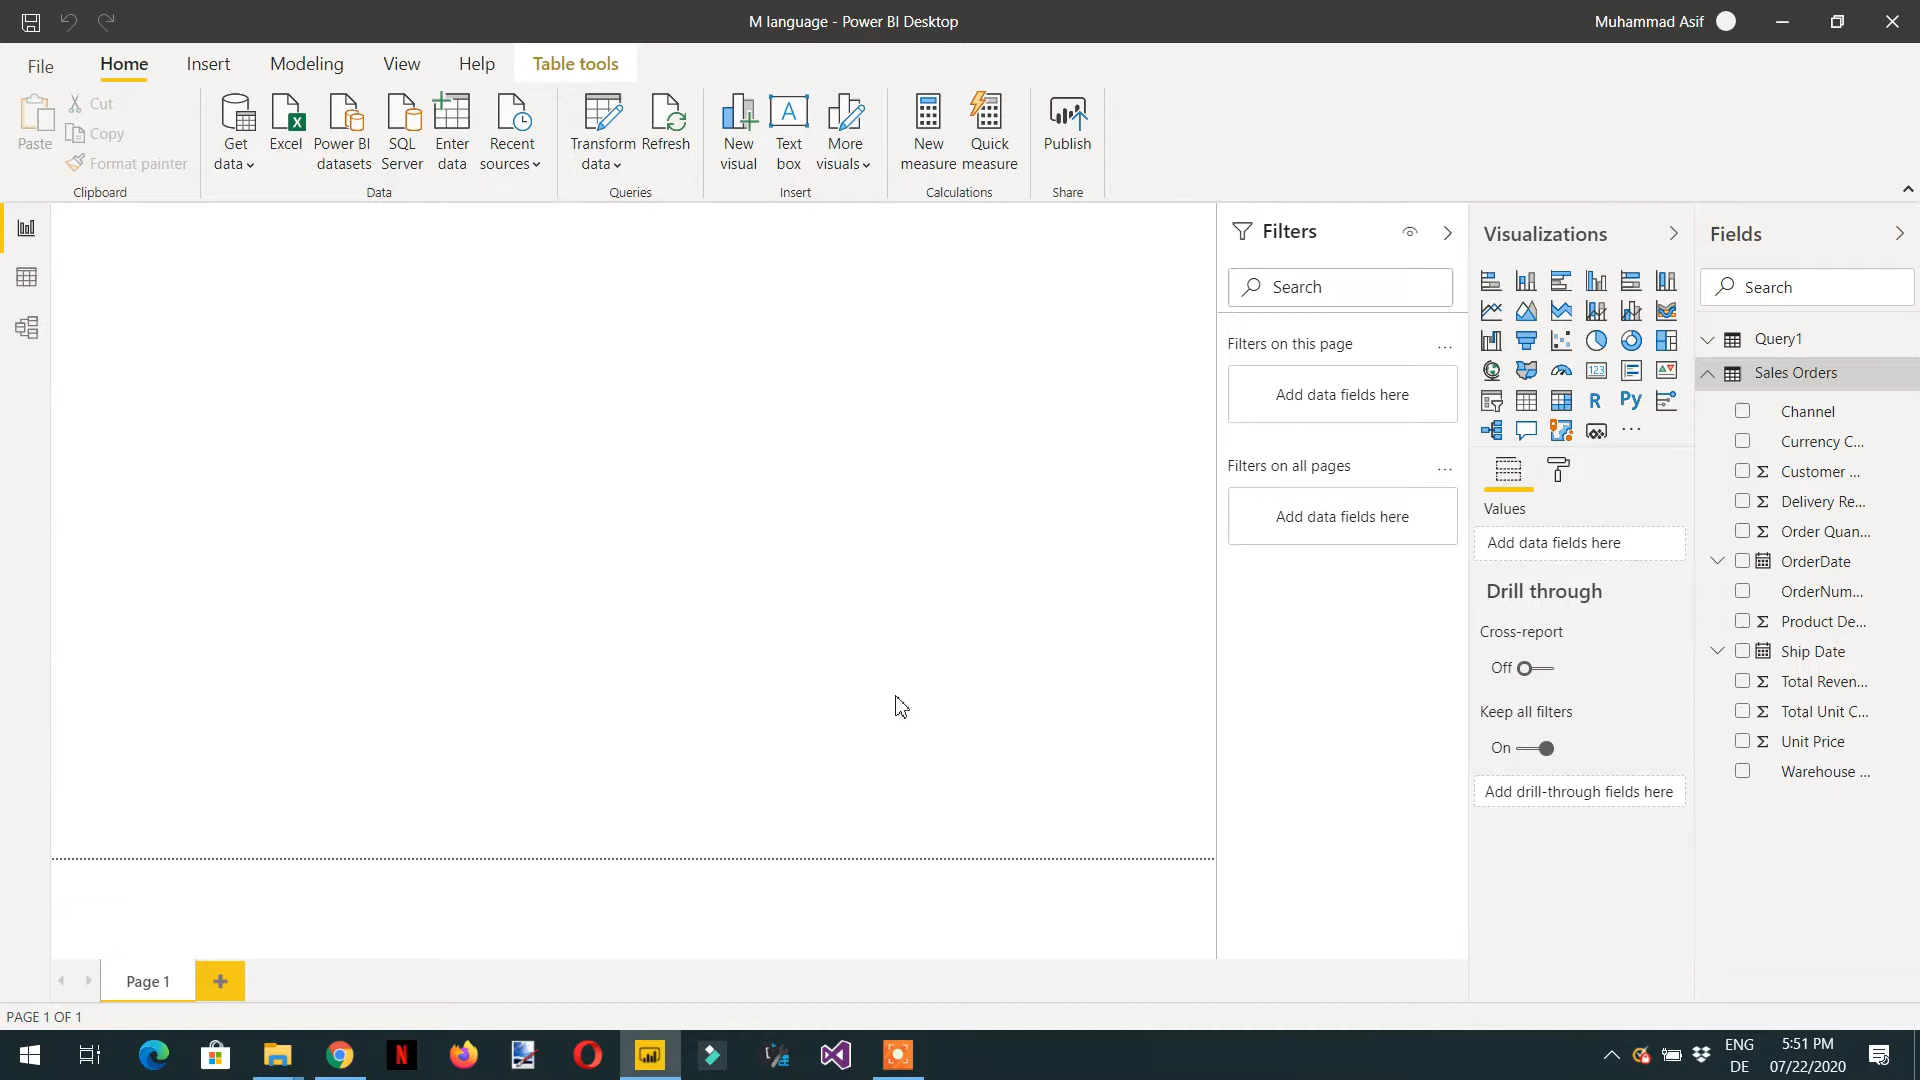 M language - Power BI Desktop
Muhammad Asif
File
Home
Insert
Modeling
View
Help
Table tools
Paste
Cut
Copy
Format painter
Clipboard
Get
data
Excel
Power BI
datasets
SQL
Server
Enter
data
Recent
sources
Data
Transform
data
Refresh
Queries
New
visual
Text
box
More
visuals
Insert
New
measure
Quick
measure
Calculations
Publish
Share
Filters
Search
Filters on this page
...
Add data fields here
Filters on all pages
...
Add data fields here
Visualizations
123
R
Py
...
Values
Add data fields here
Drill through
Cross-report
Off
Keep all filters
On
Add drill-through fields here
Fields
Search
Query1
Sales Orders
Channel
Currency C...
Σ Customer ...
Σ Delivery Re...
Σ Order Quan...
OrderDate
OrderNum...
Σ Product De...
Ship Date
Σ Total Reven...
Σ Total Unit C...
Σ Unit Price
Warehouse ...
Page 1
PAGE 1 OF 1
ENG
DE
5:51 PM
07/22/2020